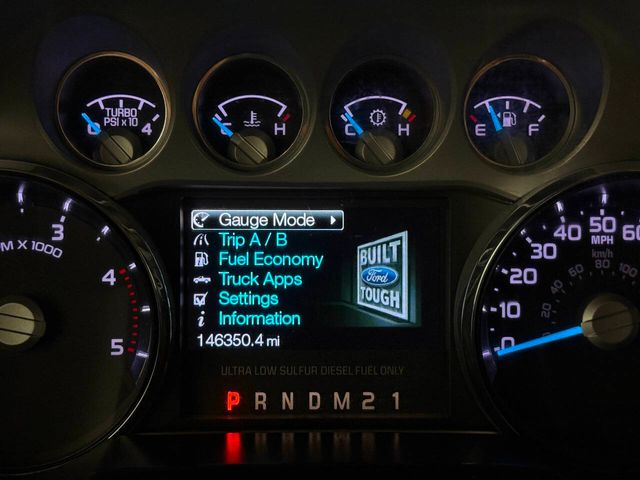 TURBO
PSI x 10
0 4
C H
C H
E F
M X 1000
3
4
5
Gauge Mode
Trip A / B
Fuel Economy
Truck Apps
Settings
Information
146350.4 mi
BUILT
Ford
TOUGH
ULTRA LOW SULFUR DIESEL FUEL ONLY
P R N D M 2 1
0
20
30
40
50
60
MPH
km/h
80
100